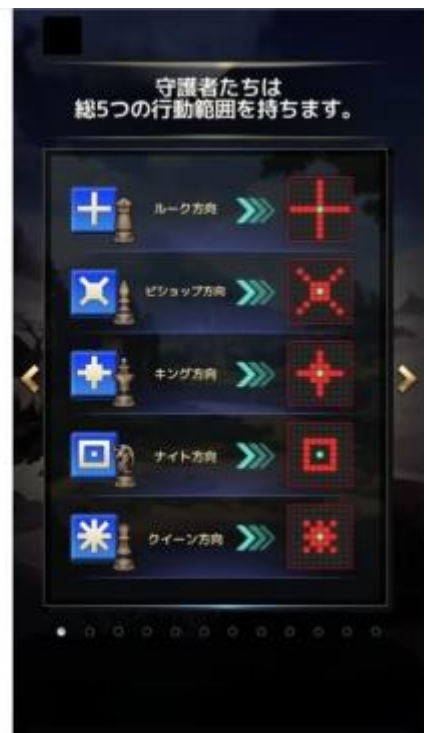 守護者たちは
総5つの行動範囲を持ちます。
ルーク方向
ビショップ方向
キング方向
ナイト方向
クイーン方向